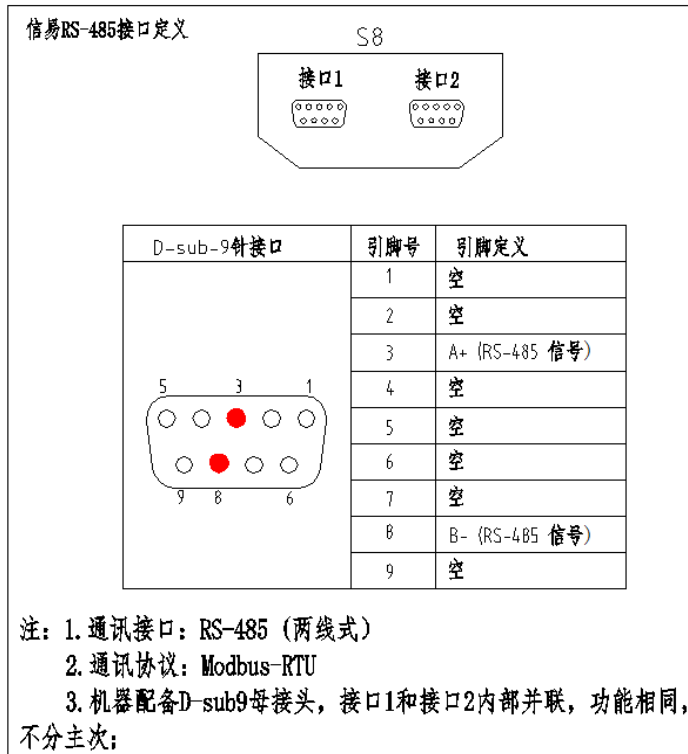 信易RS-485接口定义
S8
接口1 接口2
D-sub-9针接口 引脚号 引脚定义
1 空
2 空
3 A+ (RS-485 信号)
4 空
5 空
6 空
7 空
8 B- (RS-485 信号)
9 空
5 3 1
9 8 6
注：1.通讯接口：RS-485（两线式）
2.通讯协议：Modbus-RTU
3.机器配备D-sub9母接头，接口1和接口2内部并联，功能相同，
不分主次；